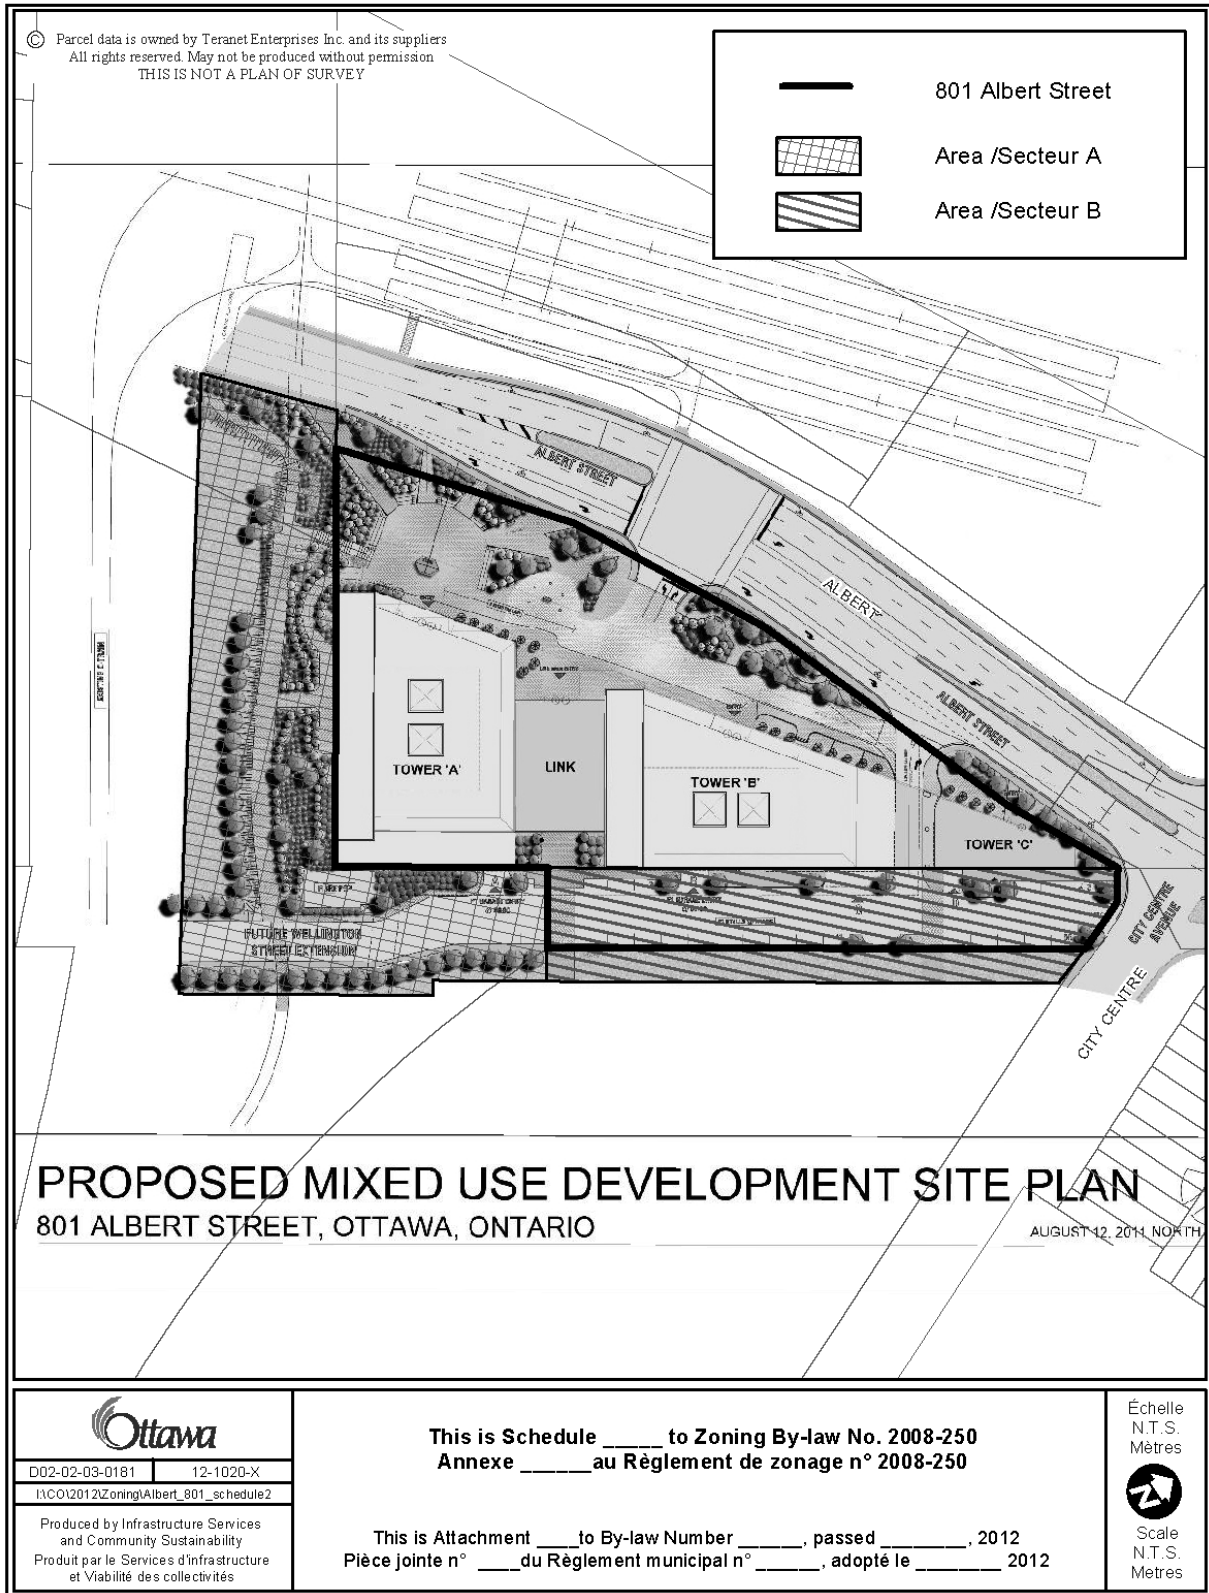 © Parcel data is owned by Teranet Enterprises Inc. and its suppliers
All rights reserved. May not be produced without permission
THIS IS NOT A PLAN OF SURVEY
801 Albert Street
Area /Secteur A
Area /Secteur B
ALBERT STREET
ALBERT
ALBERT STREET
TOWER 'A'
LINK
TOWER 'B'
TOWER 'C'
FUTURE WELLINGTON
STREET EXTENSION
CITY CENTRE
AVENUE
CITY CENTRE
PROPOSED MIXED USE DEVELOPMENT SITE PLAN
801 ALBERT STREET, OTTAWA, ONTARIO
AUGUST 12, 2011 NORTH
Ottawa
D02-02-03-0181 12-1020-X
I:\CO\2012\Zoning\Albert_801_schedule2
Produced by Infrastructure Services
and Community Sustainability
Produit par le Services d'infrastructure
et Viabilité des collectivités
This is Schedule _____ to Zoning By-law No. 2008-250
Annexe ______au Règlement de zonage n° 2008-250
This is Attachment ____to By-law Number ______, passed ________, 2012
Pièce jointe n° ____du Règlement municipal n° ______, adopté le ________ 2012
Échelle
N.T.S.
Mètres
N
Scale
N.T.S.
Metres